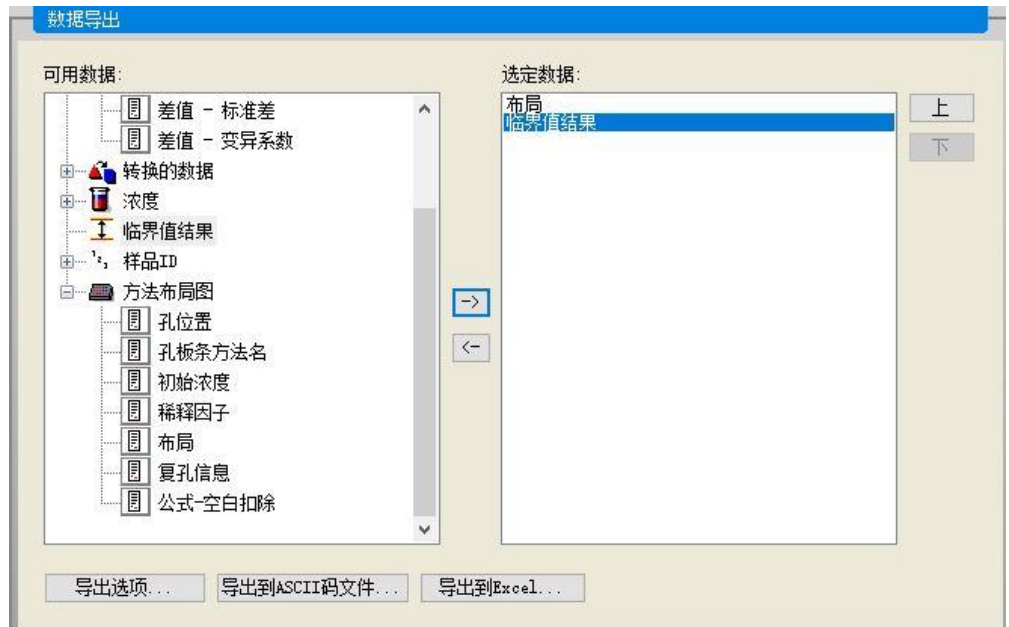 数据导出
可用数据:
选定数据:
差值 - 标准差
差值 - 变异系数
转换的数据
浓度
临界值结果
样品ID
方法布局图
孔位置
孔板条方法名
初始浓度
稀释因子
布局
复孔信息
公式-空白扣除
->
<-
布局
临界值结果
上
下
导出选项...
导出到ASCII码文件...
导出到Excel...